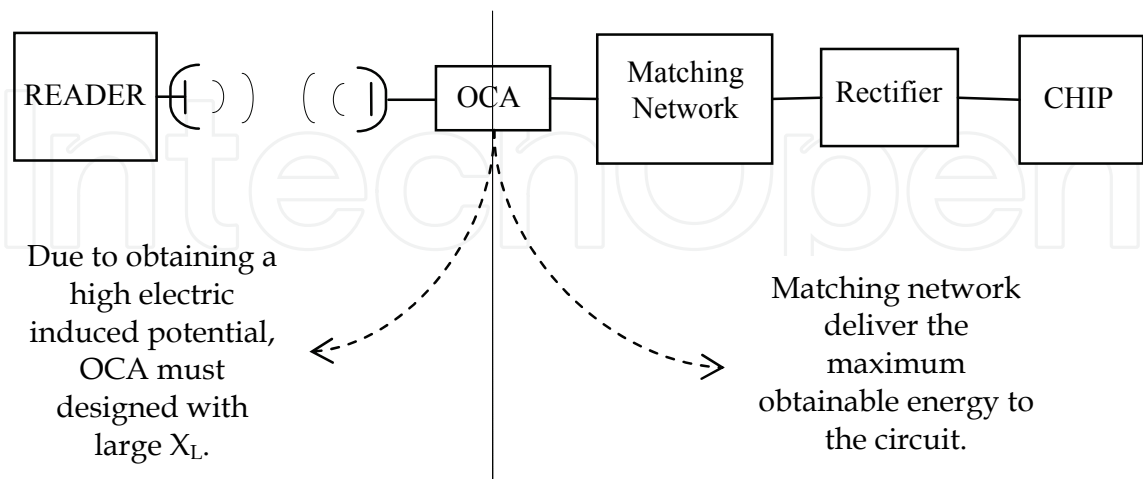 READER
OCA
Matching
Network
Rectifier
CHIP
IntechOpen
Due to obtaining a
high electric
induced potential,
OCA must
designed with
large XL.
Matching network
deliver the
maximum
obtainable energy to
the circuit.